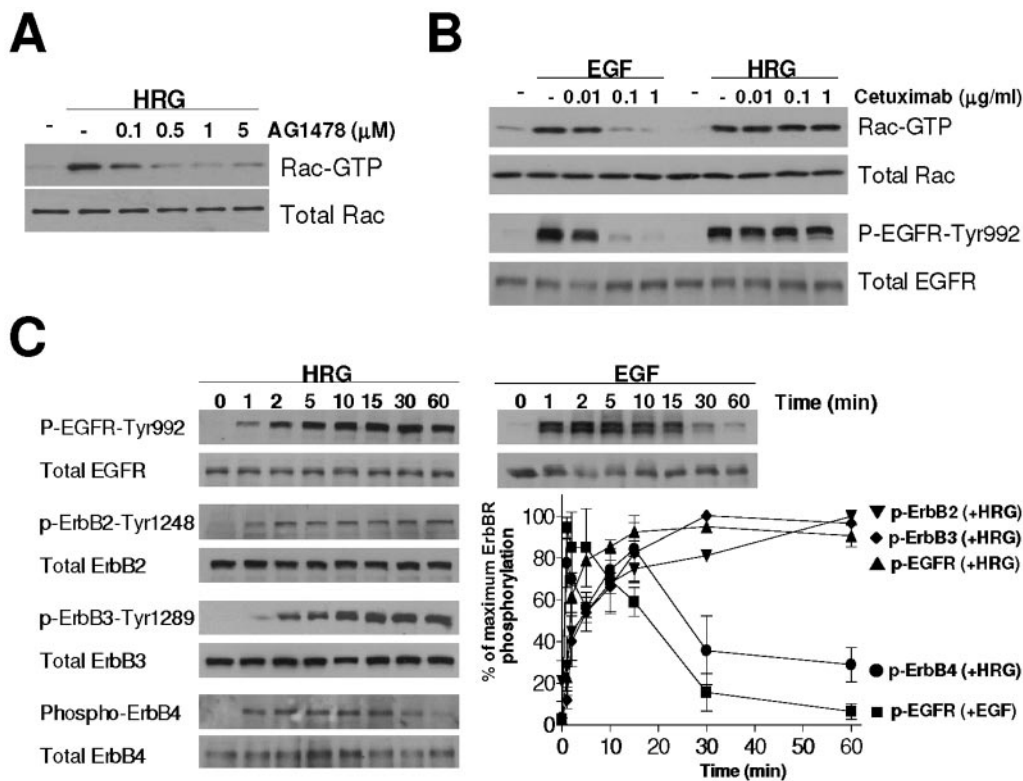 A
HRG
- - 0.1 0.5 1 5 AG1478 (μM)
Rac-GTP
Total Rac
B
EGF HRG
- - 0.01 0.1 1 - - 0.01 0.1 1 Cetuximab (μg/ml)
Rac-GTP
Total Rac
P-EGFR-Tyr992
Total EGFR
C
HRG
0 1 2 5 10 15 30 60
P-EGFR-Tyr992
Total EGFR
p-ErbB2-Tyr1248
Total ErbB2
p-ErbB3-Tyr1289
Total ErbB3
Phospho-ErbB4
Total ErbB4
EGF
0 1 2 5 10 15 30 60 Time (min)
% of maximum ErbBR
phosphorylation
100
80
60
40
20
0
0 10 20 30 40 50 60
Time (min)
p-ErbB2 (+HRG)
p-ErbB3 (+HRG)
p-EGFR (+HRG)
p-ErbB4 (+HRG)
p-EGFR (+EGF)